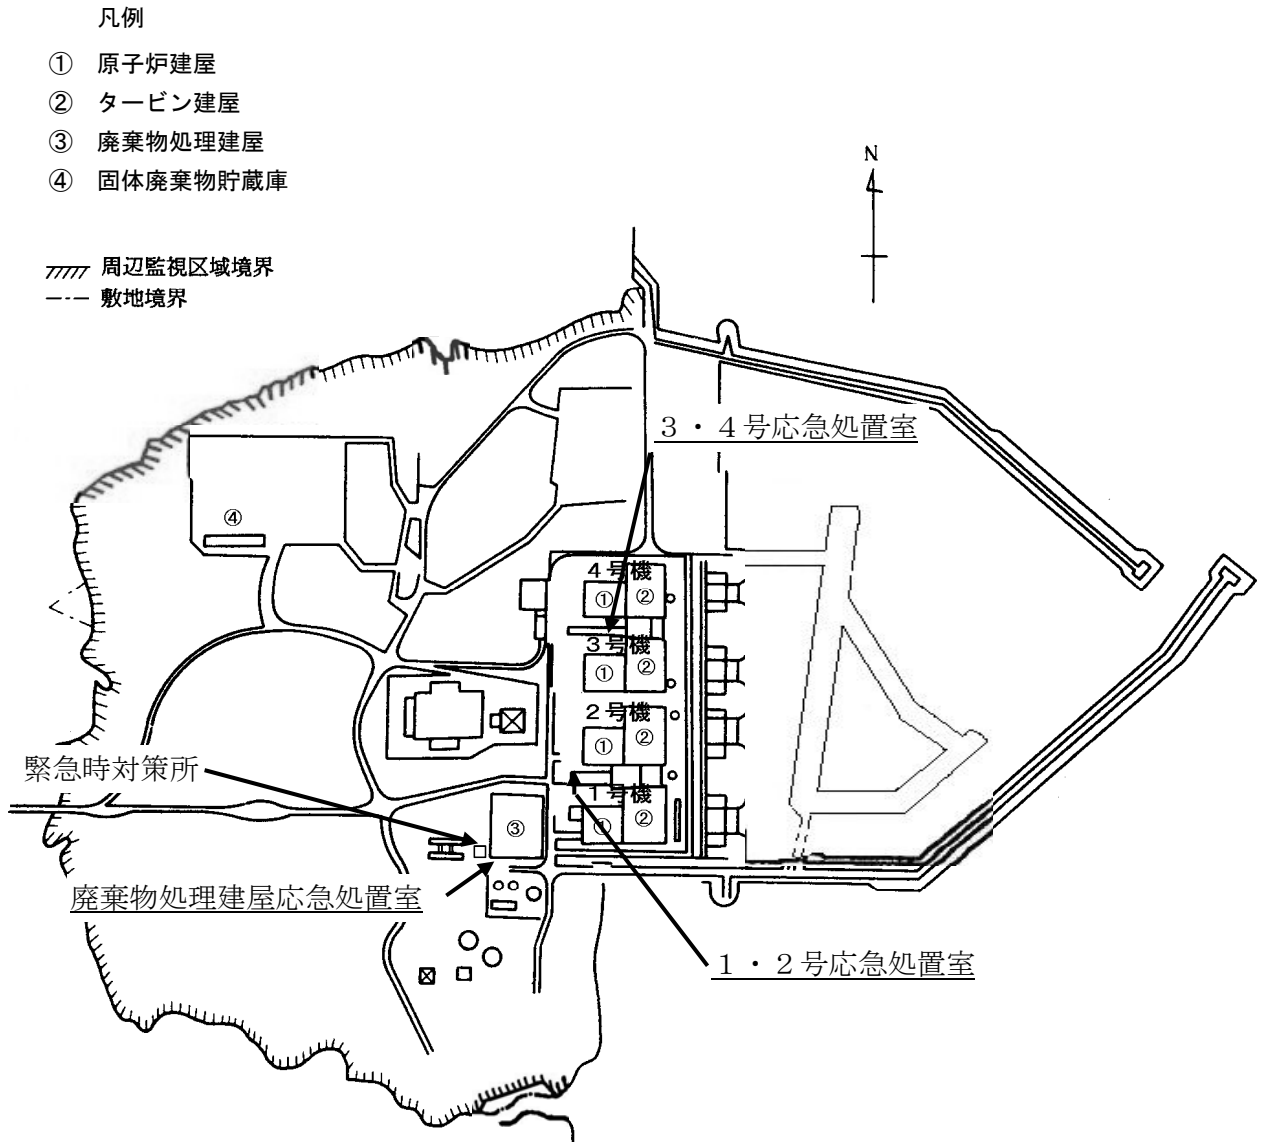 凡例
① 原子炉建屋
② タービン建屋
③ 廃棄物処理建屋
④ 固体廃棄物貯蔵庫
周辺監視区域境界
敷地境界
N
3・4号応急処置室
④
4号機
① ②
3号機
① ②
2号機
① ②
緊急時対策所
1号機
① ②
③
廃棄物処理建屋応急処置室
1・2号応急処置室